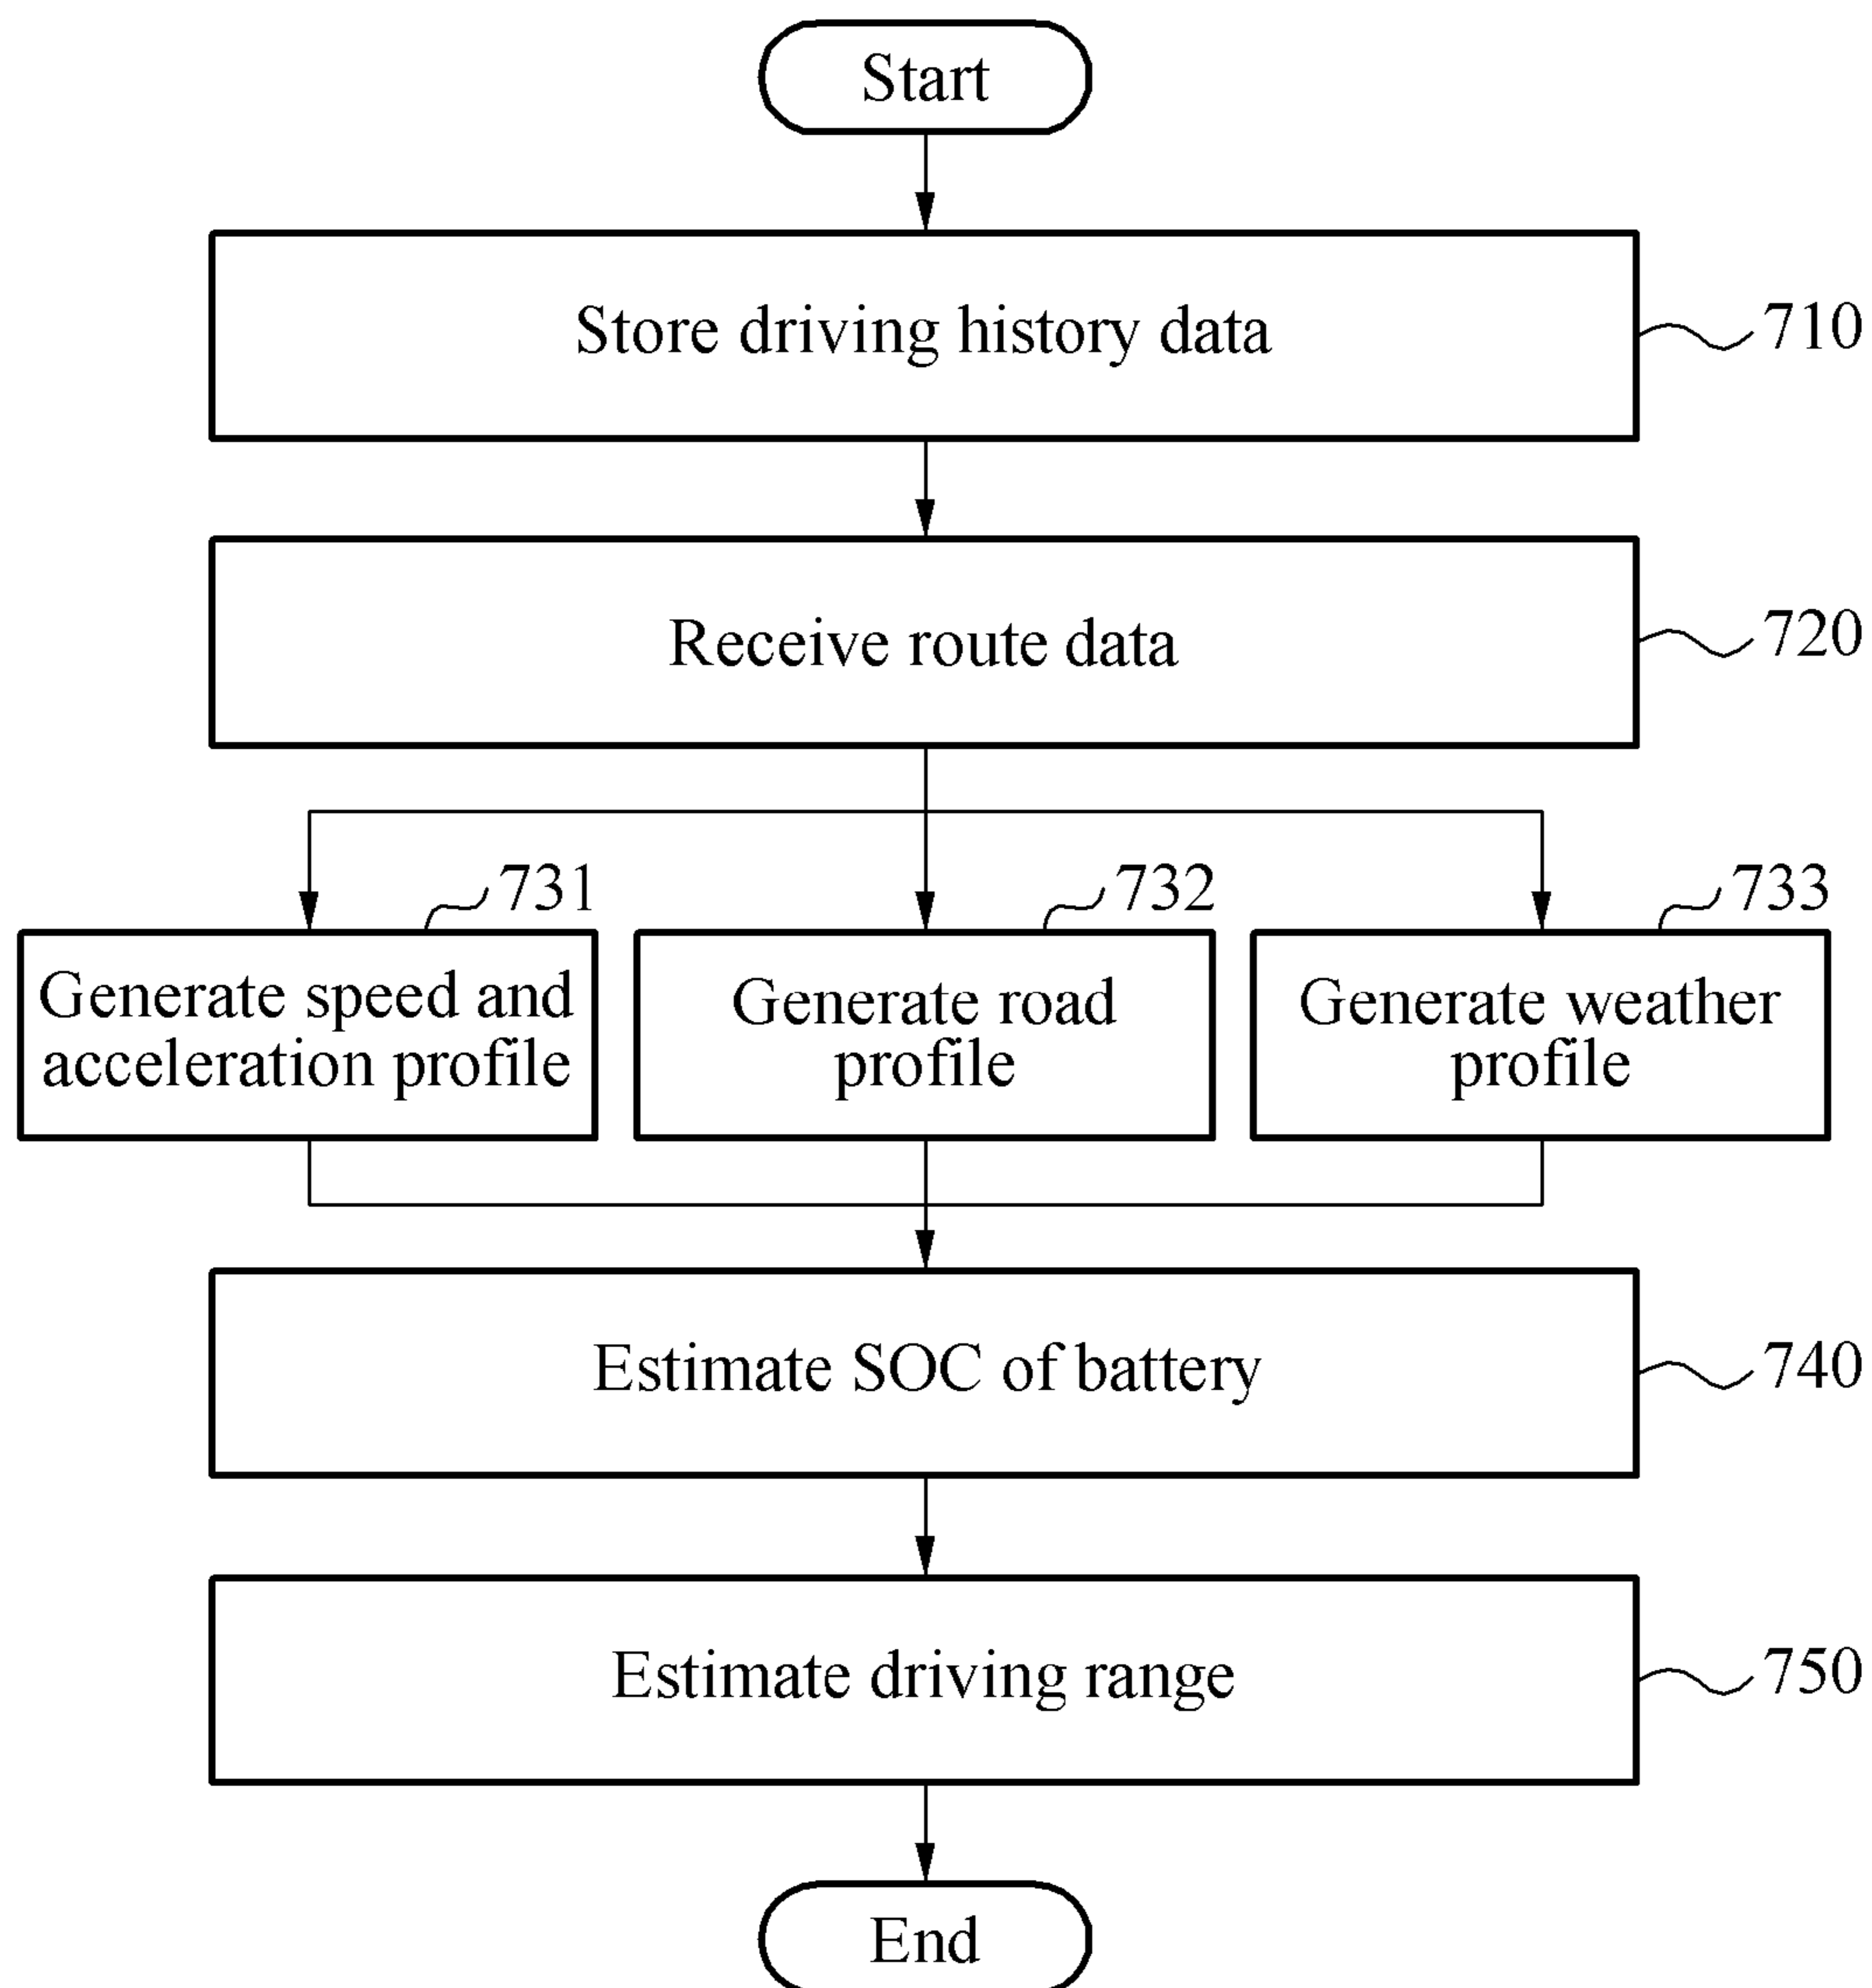 Start
Store driving history data
710
Receive route data
720
731
732
733
Generate speed and
acceleration profile
Generate road
profile
Generate weather
profile
Estimate SOC of battery
740
Estimate driving range
750
End